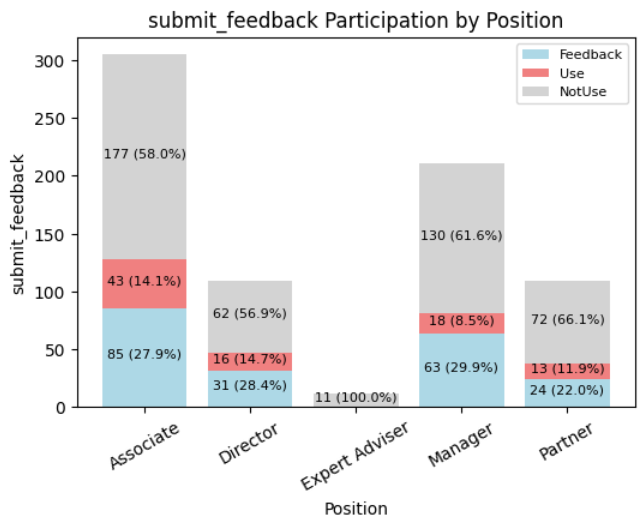 submit_feedback Participation by Position
Feedback
Use
NotUse
submit_feedback
300
250
200
150
100
50
0
177 (58.0%)
43 (14.1%)
85 (27.9%)
62 (56.9%)
16 (14.7%)
31 (28.4%)
11 (100.0%)
130 (61.6%)
18 (8.5%)
63 (29.9%)
72 (66.1%)
13 (11.9%)
24 (22.0%)
Associate
Director
Expert Adviser
Manager
Partner
Position